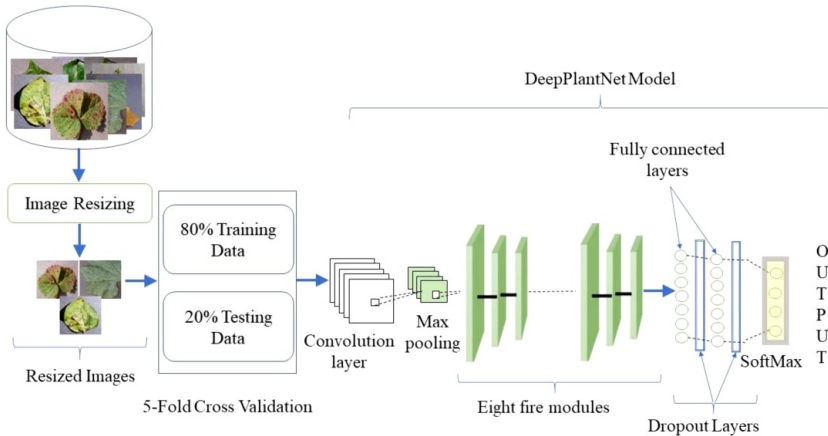 DeepPlantNet Model
Image Resizing
Fully connected
layers
80% Training
Data
20% Testing
Data
Convolution
layer
Max
pooling
OUTPUT
SoftMax
Resized Images
5-Fold Cross Validation
Eight fire modules
Dropout Layers